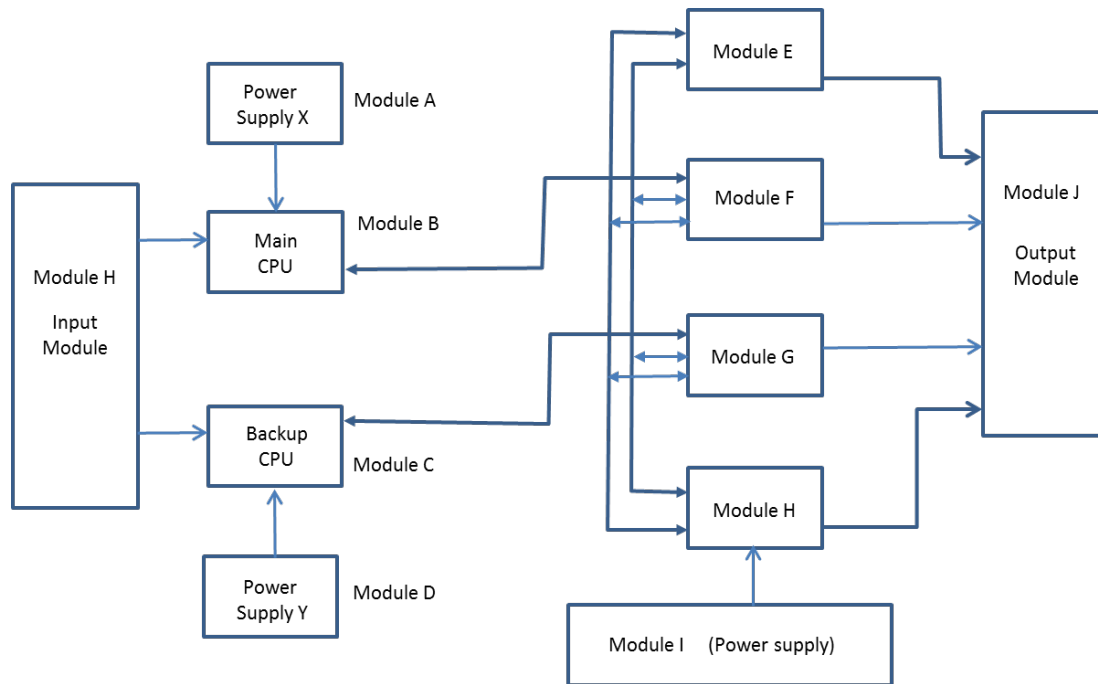 Module E
Power
Supply X
Module A
Module J
Output
Module
Module F
Module B
Main
CPU
Module H
Input
Module
Module G
Backup
CPU
Module C
Module H
Power
Supply Y
Module D
Module I (Power supply)